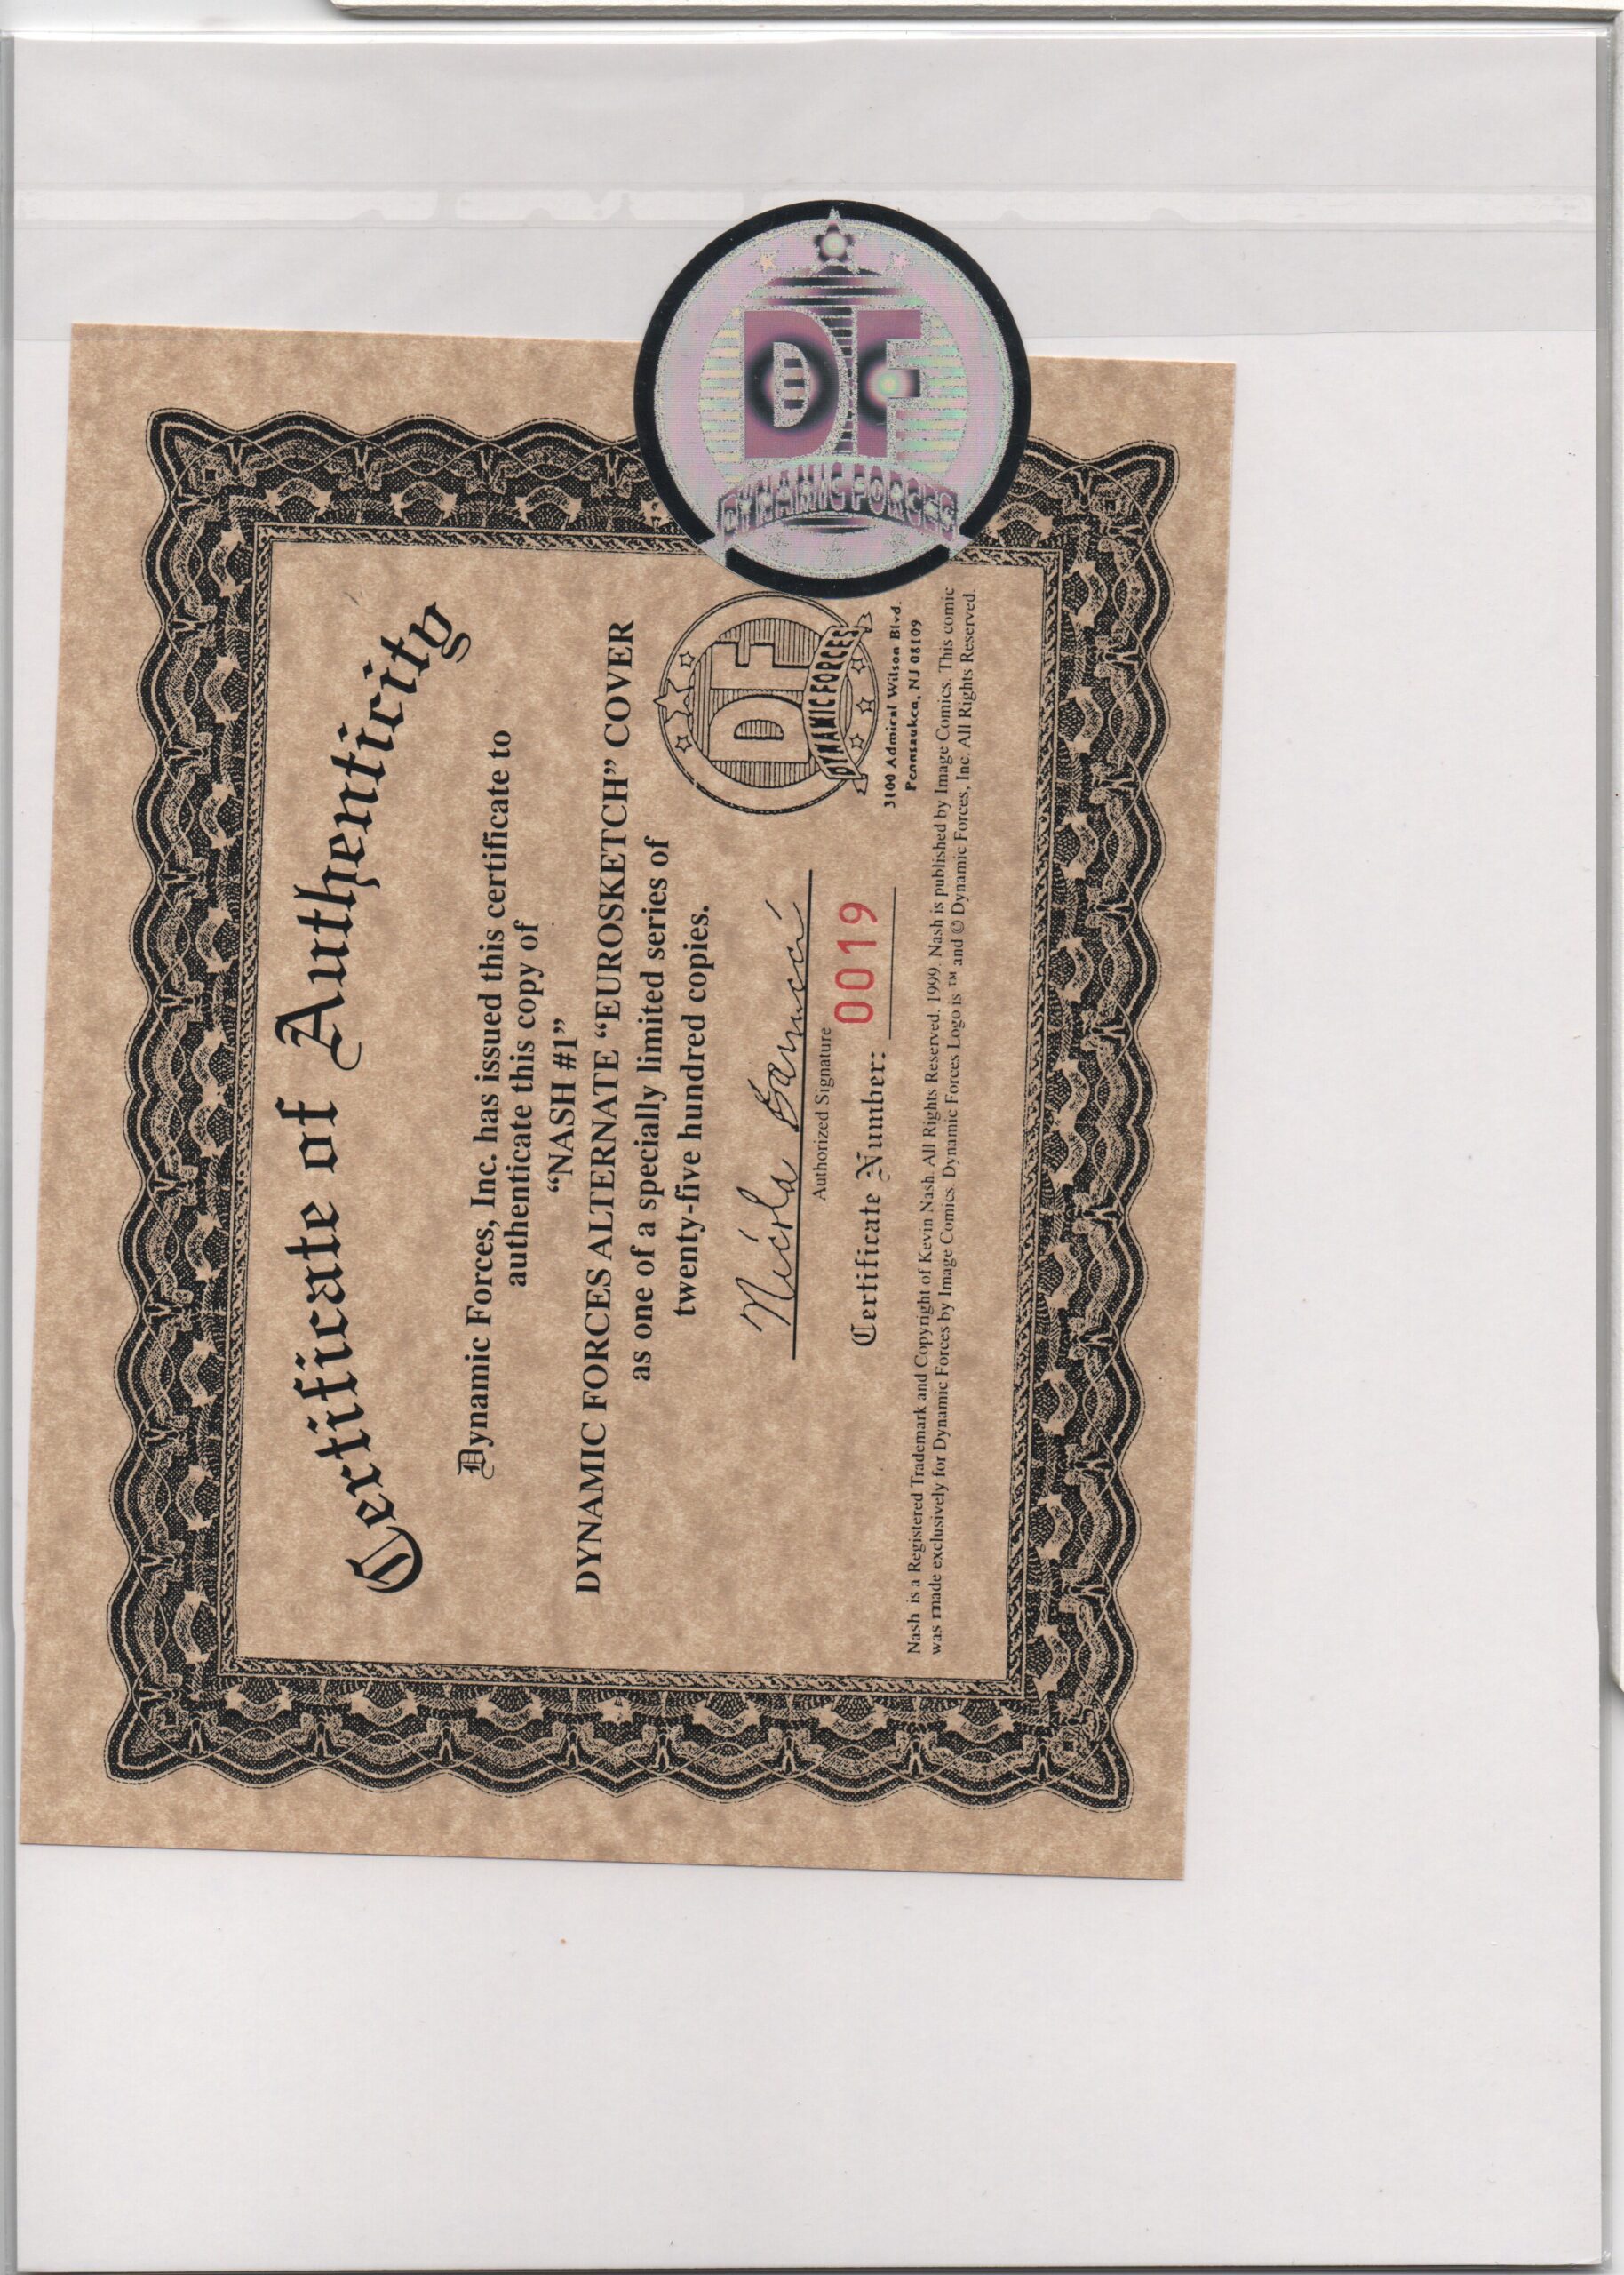 DF
DYNAMIC FORCES
Certificate of Authenticity
Dynamic Forces, Inc. has issued this certificate to
authenticate this copy of
“NASH #1”
DYNAMIC FORCES ALTERNATE “EUROSKETCH” COVER
as one of a specially limited series of
twenty-five hundred copies.
Nicola
Authorized Signature
Certificate Number: 0019
DF
DYNAMIC FORCES
3100 Admiral Wilson Blvd.
Pennsauken, NJ 08109
Nash is a Registered Trademark and Copyright of Kevin Nash. All Rights Reserved. 1999. Nash is published by Image Comics. This comic
was made exclusively for Dynamic Forces by Image Comics. Dynamic Forces Logo is ™ and © Dynamic Forces, Inc. All Rights Reserved.